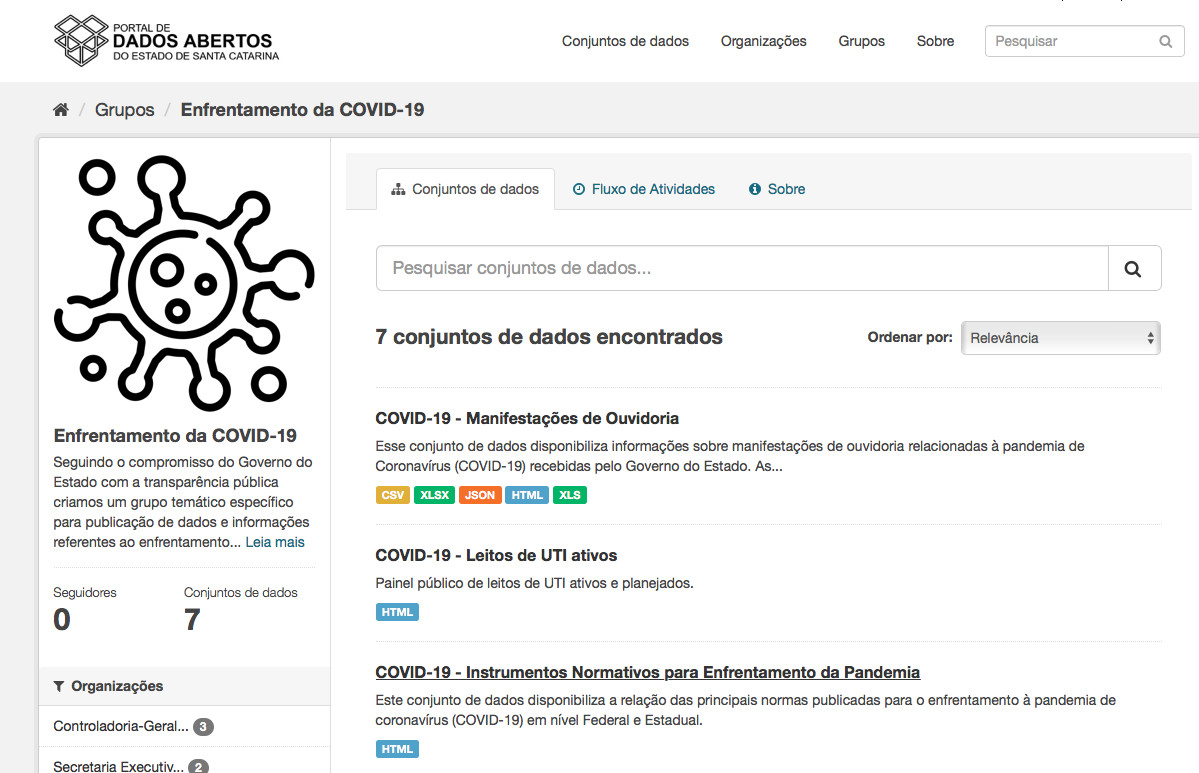 PORTAL DE
DADOS ABERTOS
DO ESTADO DE SANTA CATARINA
Conjuntos de dados
Organizações
Grupos
Sobre
Pesquisar
/ Grupos / Enfrentamento da COVID-19
Enfrentamento da COVID-19
Seguindo o compromisso do Governo do
Estado com a transparência pública
criamos um grupo temático específico
para publicação de dados e informações
referentes ao enfrentamento... Leia mais
Seguidores
0
Conjuntos de dados
7
Organizações
Controladoria-Geral... 3
Secretaria Executiv... 2
Conjuntos de dados
Fluxo de Atividades
Sobre
Pesquisar conjuntos de dados...
7 conjuntos de dados encontrados
Ordenar por: Relevância
COVID-19 - Manifestações de Ouvidoria
Esse conjunto de dados disponibiliza informações sobre manifestações de ouvidoria relacionadas à pandemia de
Coronavírus (COVID-19) recebidas pelo Governo do Estado. As...
CSV XLSX JSON HTML XLS
COVID-19 - Leitos de UTI ativos
Painel público de leitos de UTI ativos e planejados.
HTML
COVID-19 - Instrumentos Normativos para Enfrentamento da Pandemia
Este conjunto de dados disponibiliza a relação das principais normas publicadas para o enfrentamento à pandemia de
coronavírus (COVID-19) em nível Federal e Estadual.
HTML